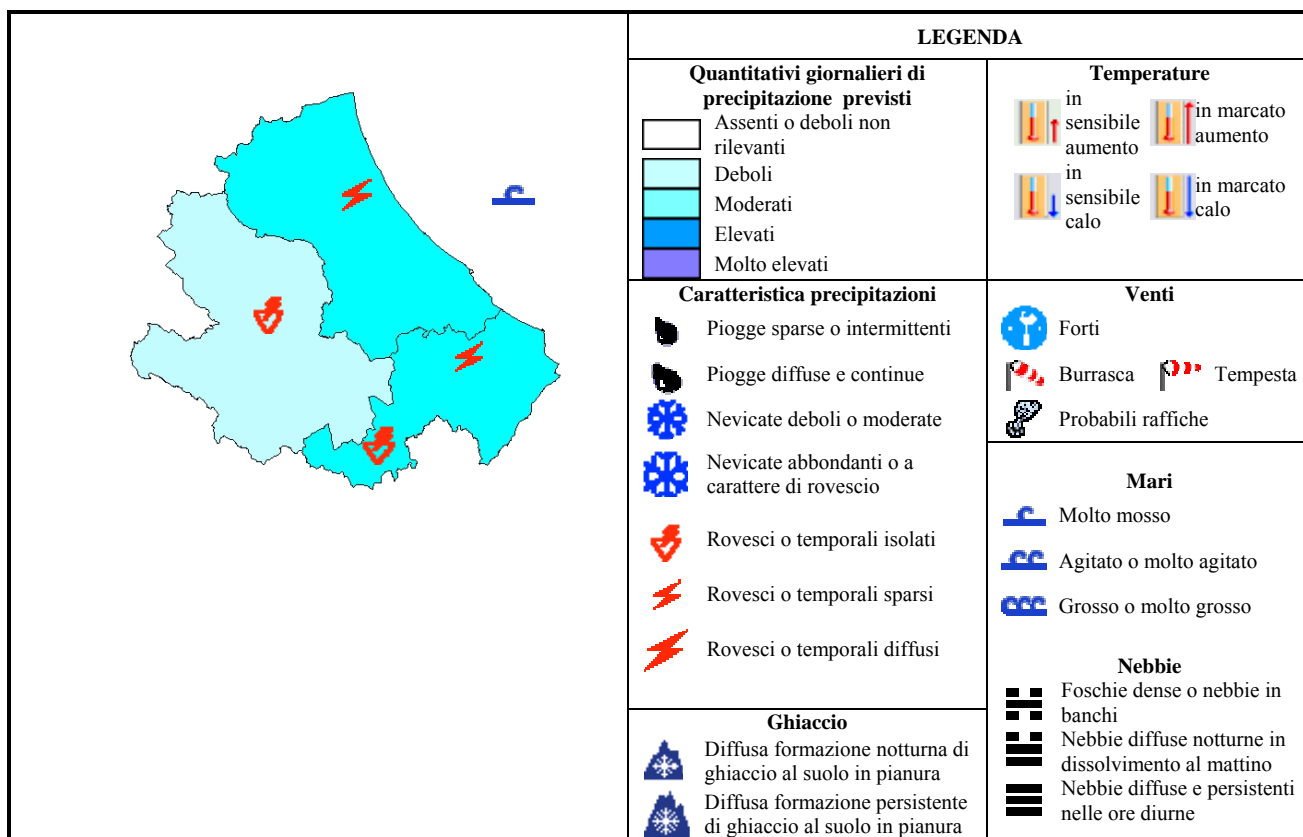 LEGENDA
Quantitativi giornalieri di
precipitazione previsti
Assenti o deboli non
rilevanti
Deboli
Moderati
Elevati
Molto elevati
Temperature
in
sensibile
aumento
in marcato
aumento
in
sensibile
calo
in marcato
calo
Caratteristica precipitazioni
Piogge sparse o intermittenti
Piogge diffuse e continue
Nevicate deboli o moderate
Nevicate abbondanti o a
carattere di rovescio
Rovesci o temporali isolati
Rovesci o temporali sparsi
Rovesci o temporali diffusi
Venti
Forti
Burrasca
Tempesta
Probabili raffiche
Mari
Molto mosso
Agitato o molto agitato
Grosso o molto grosso
Nebbie
Foschie dense o nebbie in
banchi
Nebbie diffuse notturne in
dissolvimento al mattino
Nebbie diffuse e persistenti
nelle ore diurne
Ghiaccio
Diffusa formazione notturna di
ghiaccio al suolo in pianura
Diffusa formazione persistente
di ghiaccio al suolo in pianura